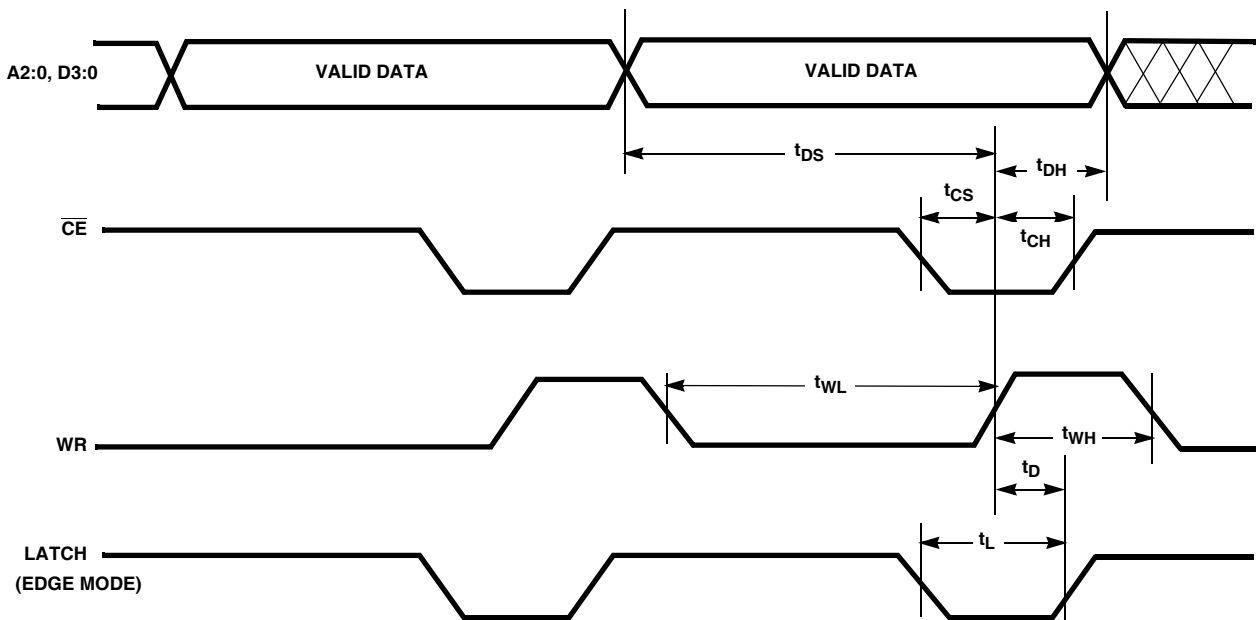 A2:0, D3:0
VALID DATA
VALID DATA
tDS
tDH
tCS
tCH
CE
tWL
WR
tWH
tD
tL
LATCH
(EDGE MODE)